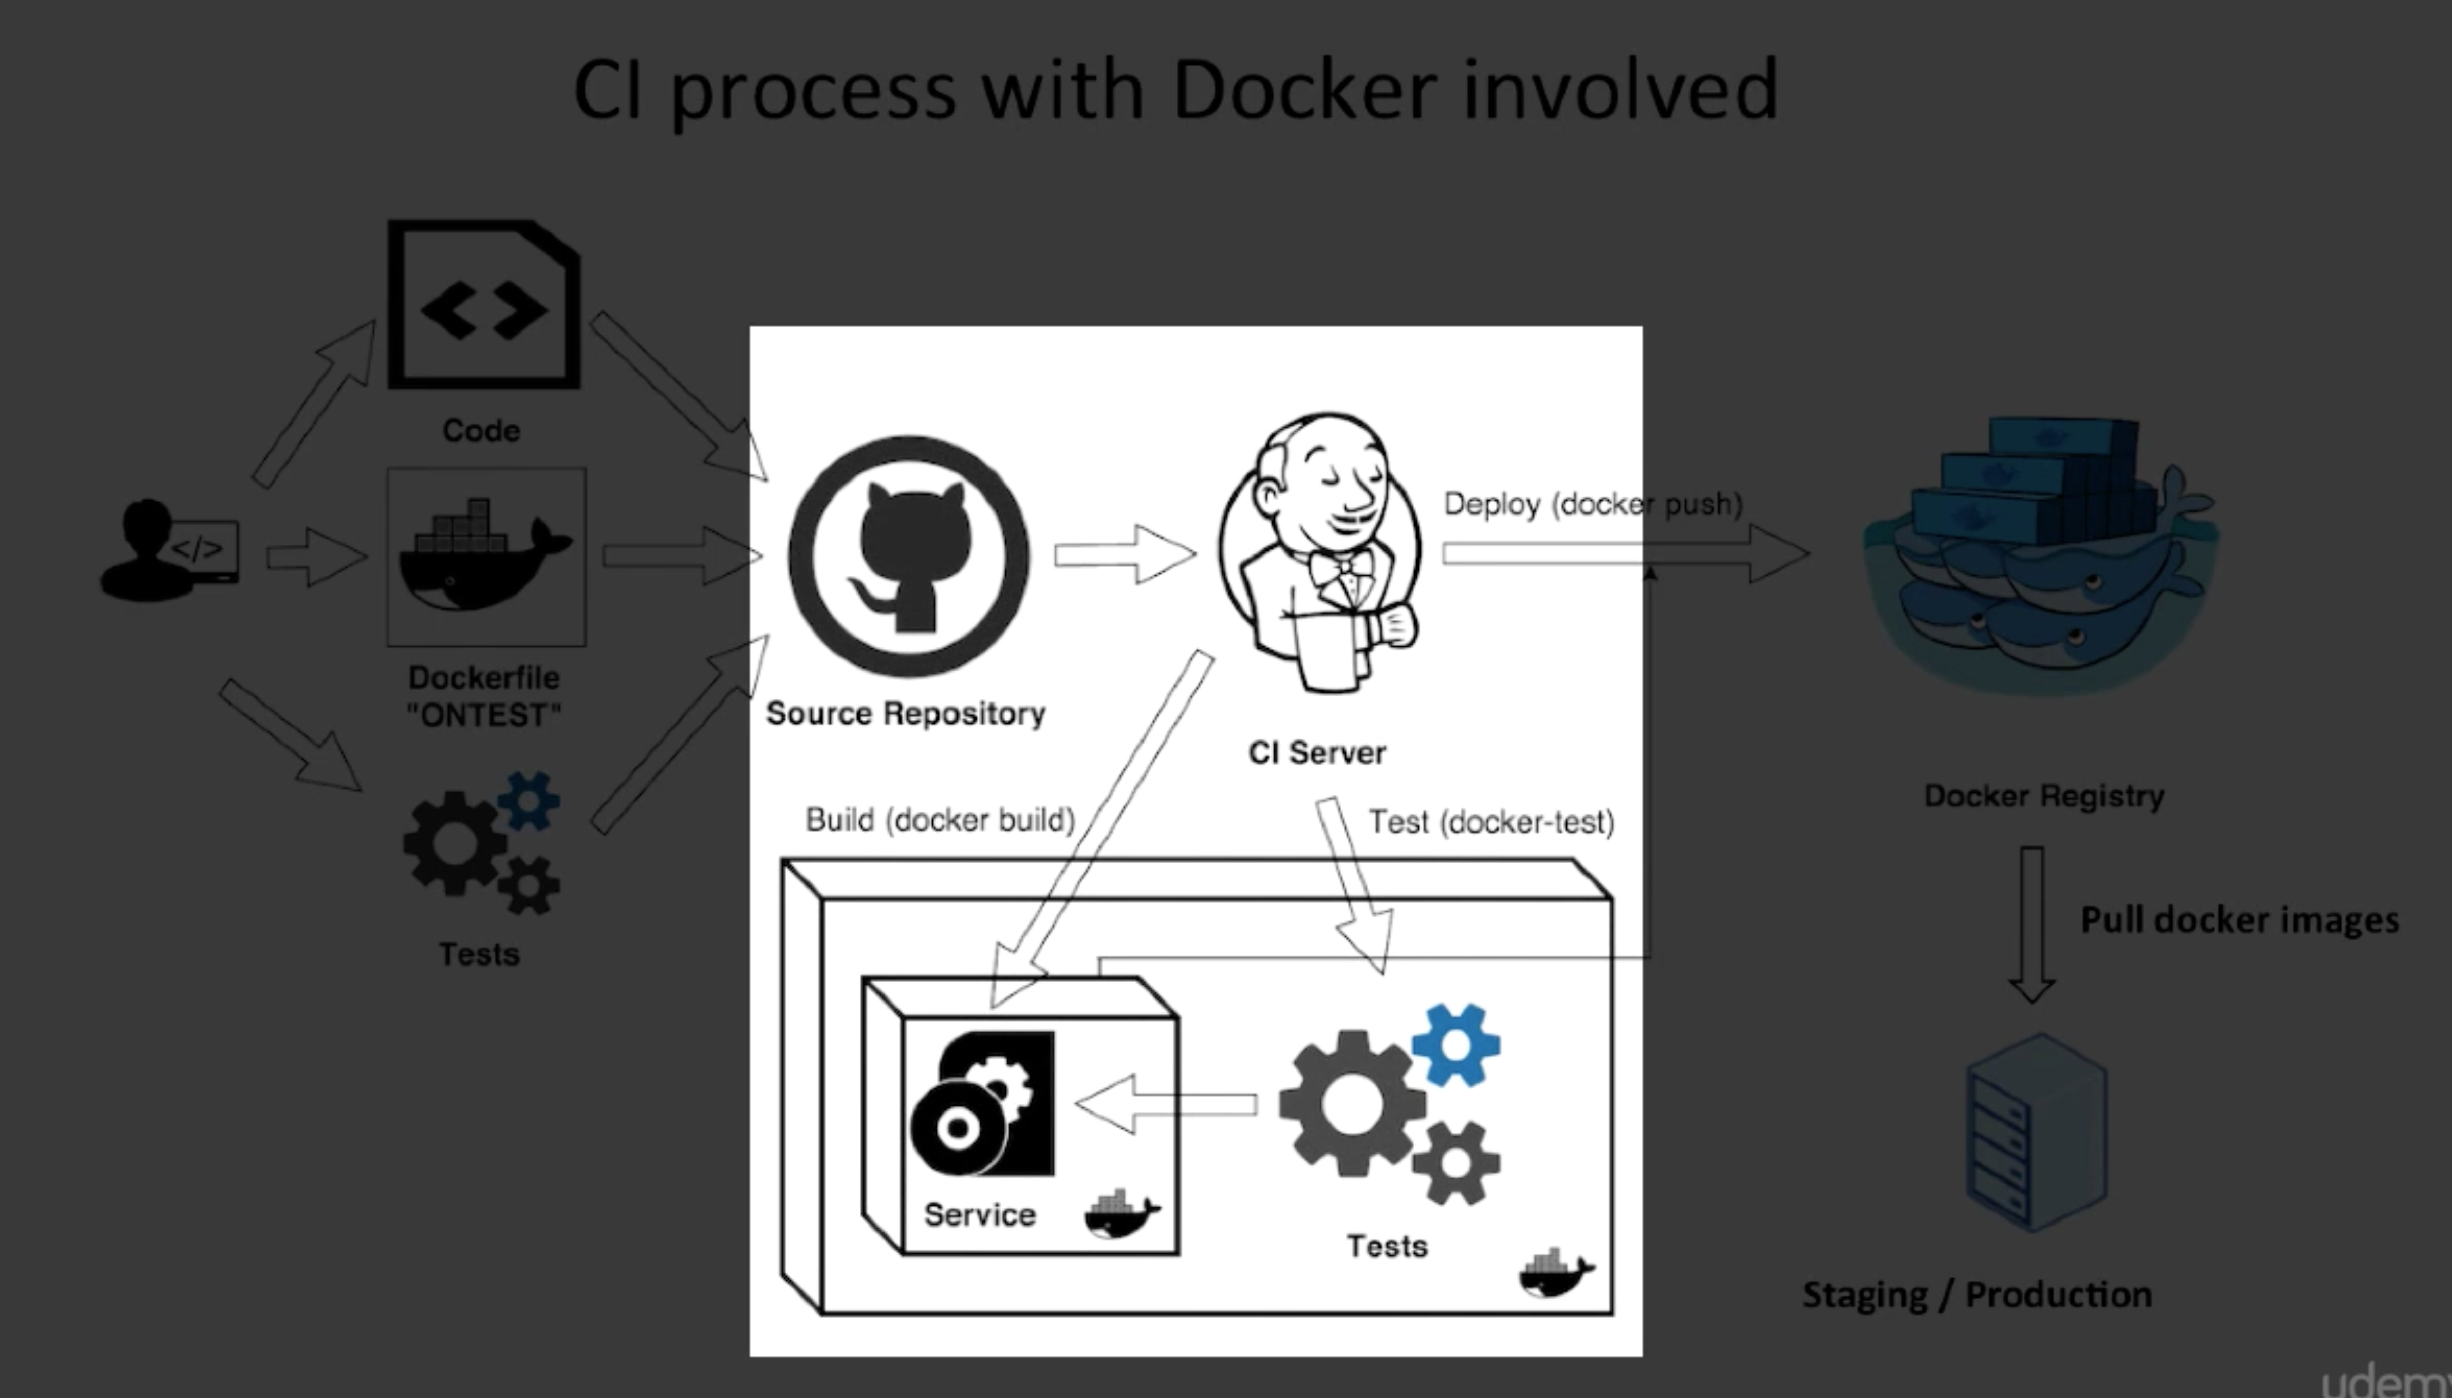 CI process with Docker involved
Code
</>
Dockerfile
"ONTEST"
Tests
Source Repository
CI Server
Deploy (docker push)
Build (docker build)
Test (docker-test)
Service
Tests
Docker Registry
Pull docker images
Staging / Production
udemy